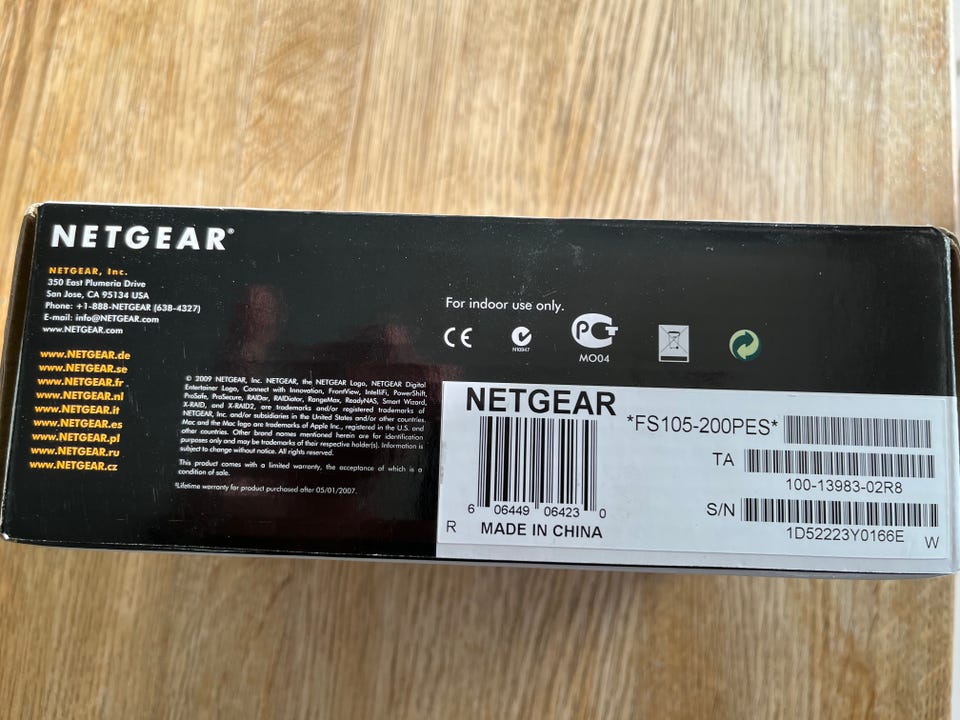 NETGEAR®
NETGEAR, Inc.
350 East Plumeria Drive
San Jose, CA 95134 USA
Phone: +1-888-NETGEAR (638-4327)
E-mail: info@NETGEAR.com
www.NETGEAR.com
www.NETGEAR.de
www.NETGEAR.se
www.NETGEAR.fr
www.NETGEAR.nl
www.NETGEAR.it
www.NETGEAR.es
www.NETGEAR.pl
www.NETGEAR.ru
www.NETGEAR.cz
© 2009 NETGEAR, Inc. NETGEAR, the NETGEAR Logo, NETGEAR Digital
Entertainer Logo, Connect with Innovation, FrontView, IntelliFi, PowerShift,
ProSafe, ProSecure, RAIDar, RAIDiator, RangeMax, ReadyNAS, Smart Wizard,
X-RAID, and X-RAID2, are trademarks and/or registered trademarks of
NETGEAR, Inc. and/or subsidiaries in the United States and/or other countries.
Mac and the Mac logo are trademarks of Apple Inc., registered in the U.S. and
other countries. Other brand names mentioned herein are for identification
purposes only and may be trademarks of their respective holder(s). Information is
subject to change without notice. All rights reserved.
This product comes with a limited warranty, the acceptance of which is a
condition of sale.
Lifetime warranty for product purchased after 05/01/2007.
For indoor use only.
CE
N10947
MO04
NETGEAR
*FS105-200PES*
TA
100-13983-02R8
S/N
1D52223Y0166E
6 06449 06423 0
R MADE IN CHINA
W